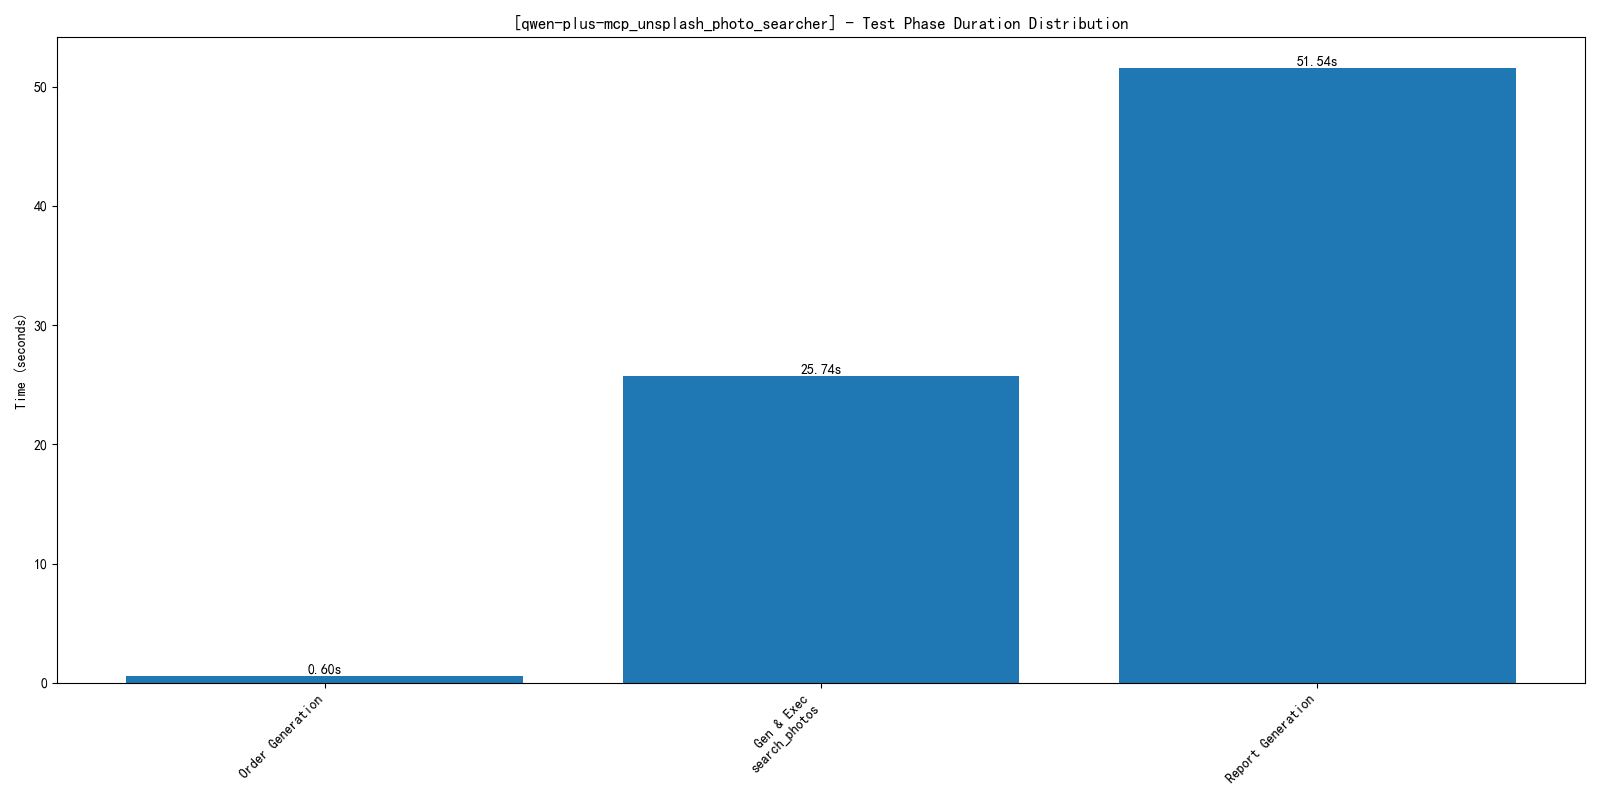 [qwen-plus-mcp_unsplash_photo_searcher] - Test Phase Duration Distribution
Time (seconds)
50
40
30
20
10
0
0.60s
25.74s
51.54s
Order Generation
Gen & Exec
search_photos
Report Generation